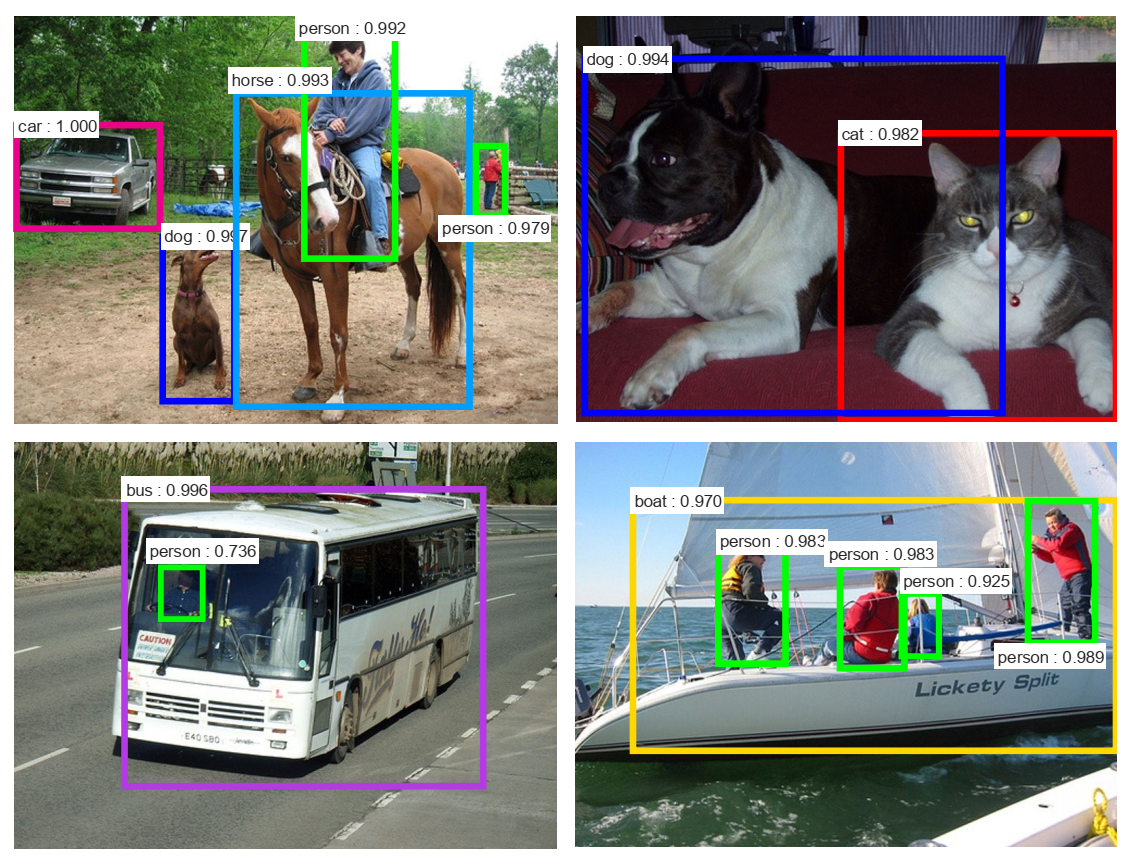 person : 0.992
horse : 0.993
car : 1.000
dog : 0.997
person : 0.979
dog : 0.994
cat : 0.982
bus : 0.996
person : 0.736
CAUTION
E40 SBO
boat : 0.970
person : 0.983
person : 0.983
person : 0.925
person : 0.989
Lickety Split